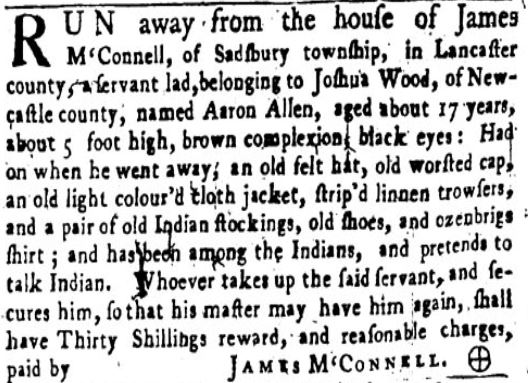 RUN away from the houſe of James
M'Connell, of Sadſbury townſhip, in Lancaſter
county, a ſervant lad, belonging to Joſhua Wood, of New-
caſtle county, named Aaron Allen, aged about 17 years,
about 5 foot high, brown complexion, black eyes: Had
on when he went away, an old felt hat, old worſted cap,
an old light colour'd cloth jacket, ſtrip'd linnen trowſers,
and a pair of old Indian ſtockings, old ſhoes, and ozenbrigs
ſhirt; and has been among the Indians, and pretends to
talk Indian. Whoever takes up the ſaid ſervant, and ſe-
cures him, ſo that his maſter may have him again, ſhall
have Thirty Shillings reward, and reaſonable charges,
paid by JAMES M'CONNELL.